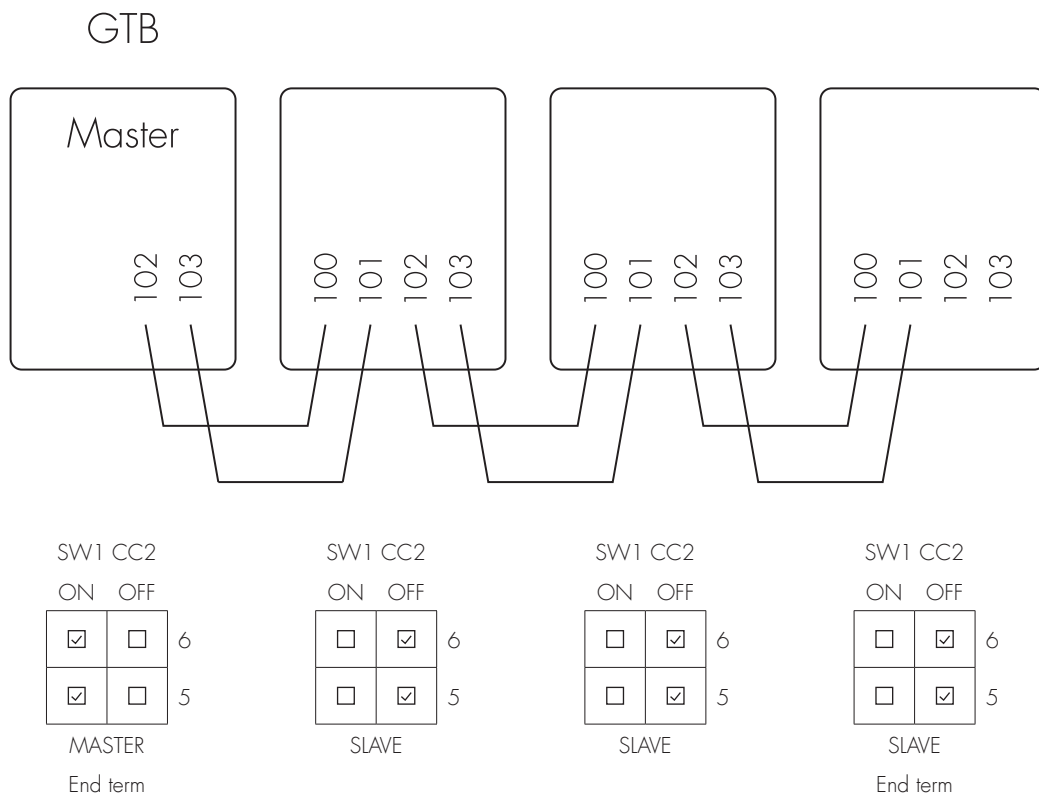 GTB
Master
102 103 100 101 102 103 100 101 102 103 100 101 102 103
SW1 CC2 SW1 CC2 SW1 CC2 SW1 CC2
ON OFF ON OFF ON OFF ON OFF
6 6 6 6
5 5 5 5
MASTER SLAVE SLAVE SLAVE
End term End term